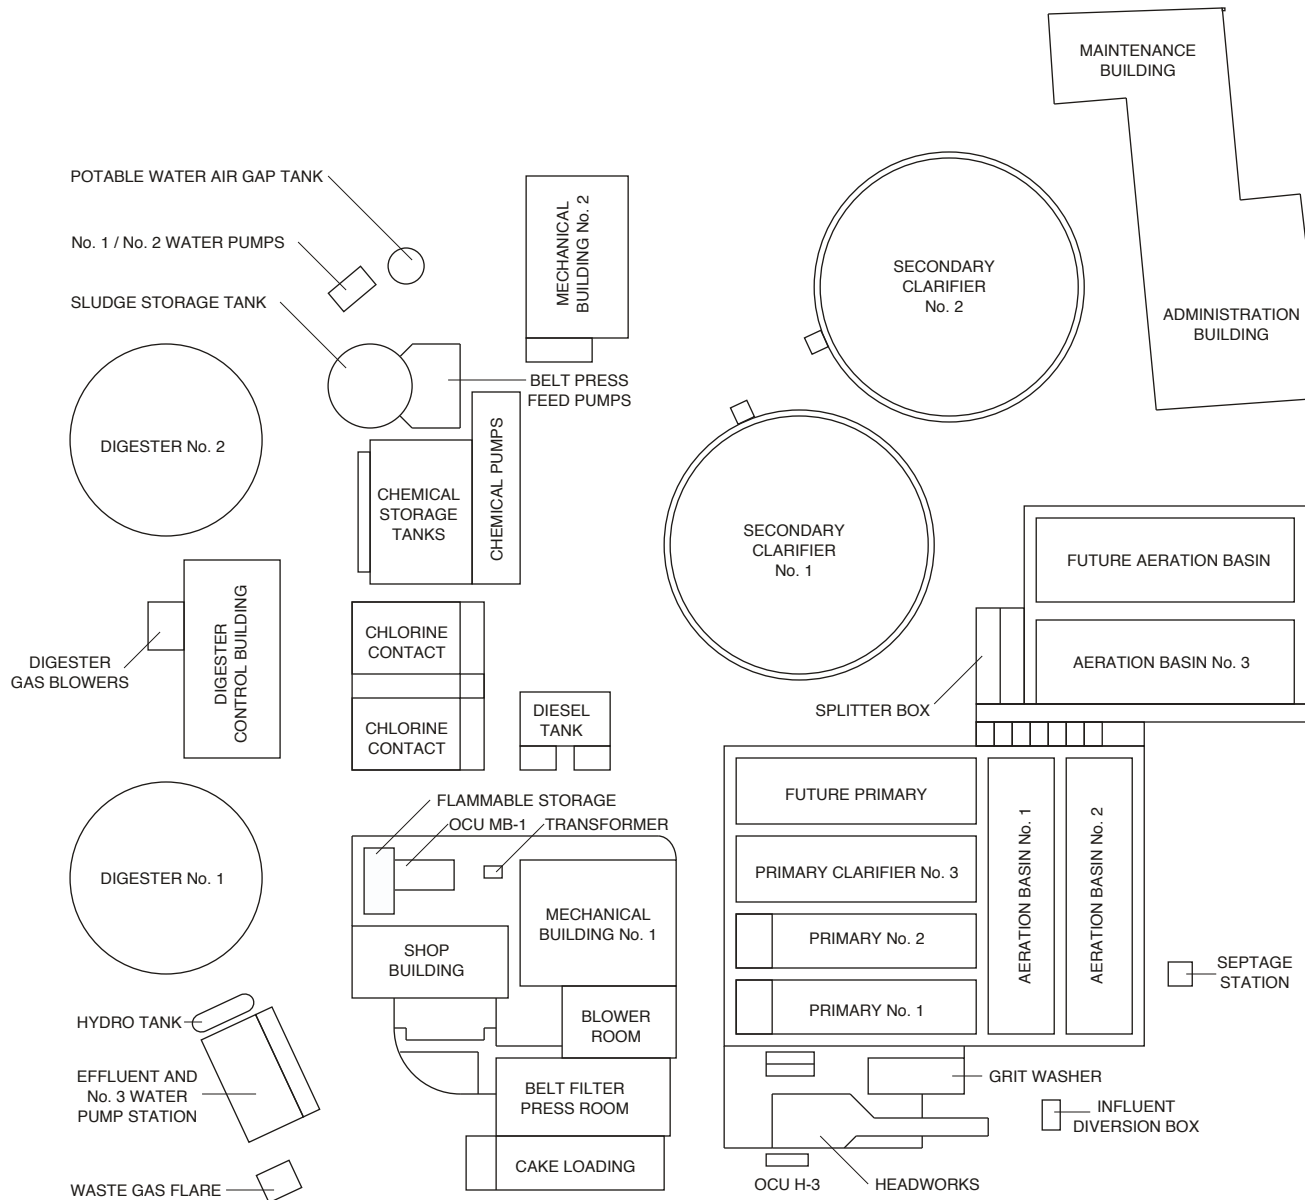 MAINTENANCE
BUILDING
POTABLE WATER AIR GAP TANK
No. 1 / No. 2 WATER PUMPS
SLUDGE STORAGE TANK
MECHANICAL
BUILDING No. 2
SECONDARY
CLARIFIER
No. 2
ADMINISTRATION
BUILDING
BELT PRESS
FEED PUMPS
DIGESTER No. 2
CHEMICAL
STORAGE
TANKS
CHEMICAL PUMPS
SECONDARY
CLARIFIER
No. 1
FUTURE AERATION BASIN
DIGESTER
GAS BLOWERS
DIGESTER
CONTROL BUILDING
CHLORINE
CONTACT
AERATION BASIN No. 3
SPLITTER BOX
CHLORINE
CONTACT
DIESEL
TANK
FLAMMABLE STORAGE
OCU MB-1
TRANSFORMER
FUTURE PRIMARY
PRIMARY CLARIFIER No. 3
PRIMARY No. 2
PRIMARY No. 1
AERATION BASIN No. 1
AERATION BASIN No. 2
DIGESTER No. 1
MECHANICAL
BUILDING No. 1
SHOP
BUILDING
SEPTAGE
STATION
HYDRO TANK
BLOWER
ROOM
EFFLUENT AND
No. 3 WATER
PUMP STATION
BELT FILTER
PRESS ROOM
GRIT WASHER
INFLUENT
DIVERSION BOX
CAKE LOADING
WASTE GAS FLARE
OCU H-3
HEADWORKS